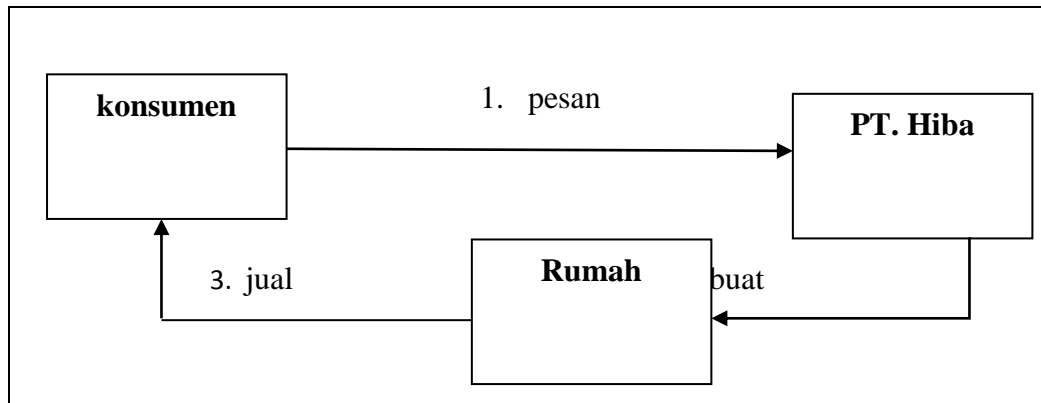 konsumen
1. pesan
PT. Hiba
3. jual
Rumah
buat